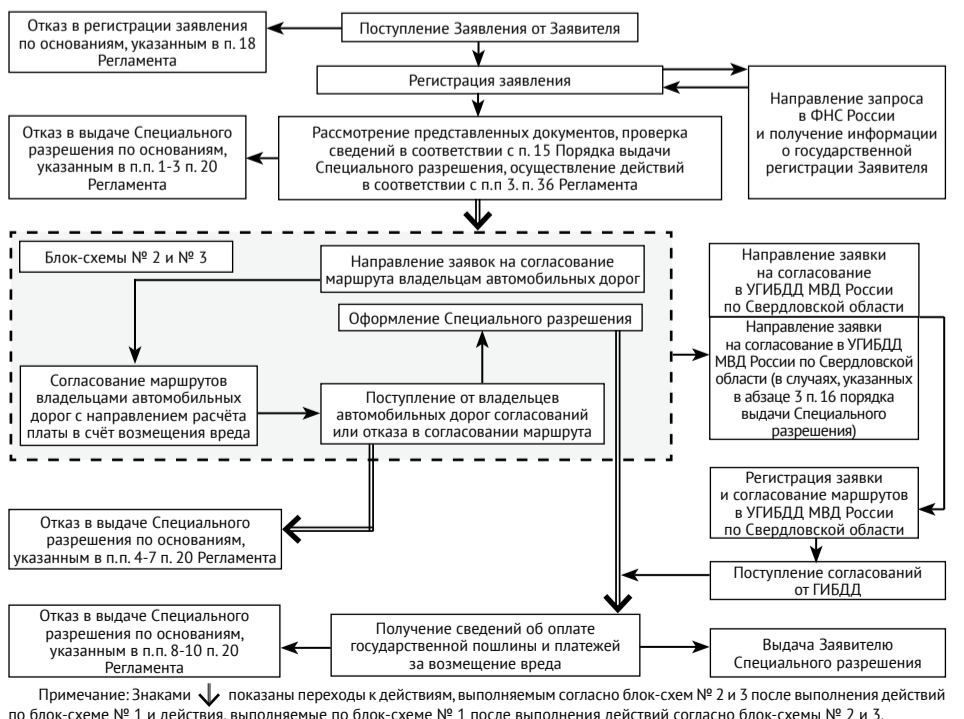 Отказ в регистрации заявления
по основаниям, указанным в п. 18
Регламента
Поступление Заявления от Заявителя
Регистрация заявления
Направление запроса
в ФНС России
и получение информации
о государственной
регистрации Заявителя
Отказ в выдаче Специального
разрешения по основаниям,
указанным в п.п. 1-3 п. 20
Регламента
Рассмотрение представленных документов, проверка
сведений в соответствии с п. 15 Порядка выдачи
Специального разрешения, осуществление действий
в соответствии с п.п 3. п. 36 Регламента
Блок-схемы № 2 и № 3
Направление заявок на согласование
маршрута владельцам автомобильных дорог
Оформление Специального разрешения
Согласование маршрутов
владельцами автомобильных
дорог с направлением расчёта
платы в счёт возмещения вреда
Поступление от владельцев
автомобильных дорог согласований
или отказа в согласовании маршрута
Направление заявки
на согласование
в УГИБДД МВД России
по Свердловской области
Направление заявки
на согласование в УГИБДД
МВД России по Свердловской
области (в случаях, указанных
в абзаце 3 п. 16 порядка
выдачи Специального
разрешения)
Регистрация заявки
и согласование маршрутов
в УГИБДД МВД России
по Свердловской области
Отказ в выдаче Специального
разрешения по основаниям,
указанным в п.п. 4-7 п. 20 Регламента
Поступление согласований
от ГИБДД
Отказ в выдаче Специального
разрешения по основаниям,
указанным в п.п. 8-10 п. 20
Регламента
Получение сведений об оплате
государственной пошлины и платежей
за возмещение вреда
Выдача Заявителю
Специального разрешения
Примечание: Знаками показаны переходы к действиям, выполняемым согласно блок-схем № 2 и 3 после выполнения действий
по блок-схеме № 1 и действия, выполняемые по блок-схеме № 1 после выполнения действий согласно блок-схемы № 2 и 3.